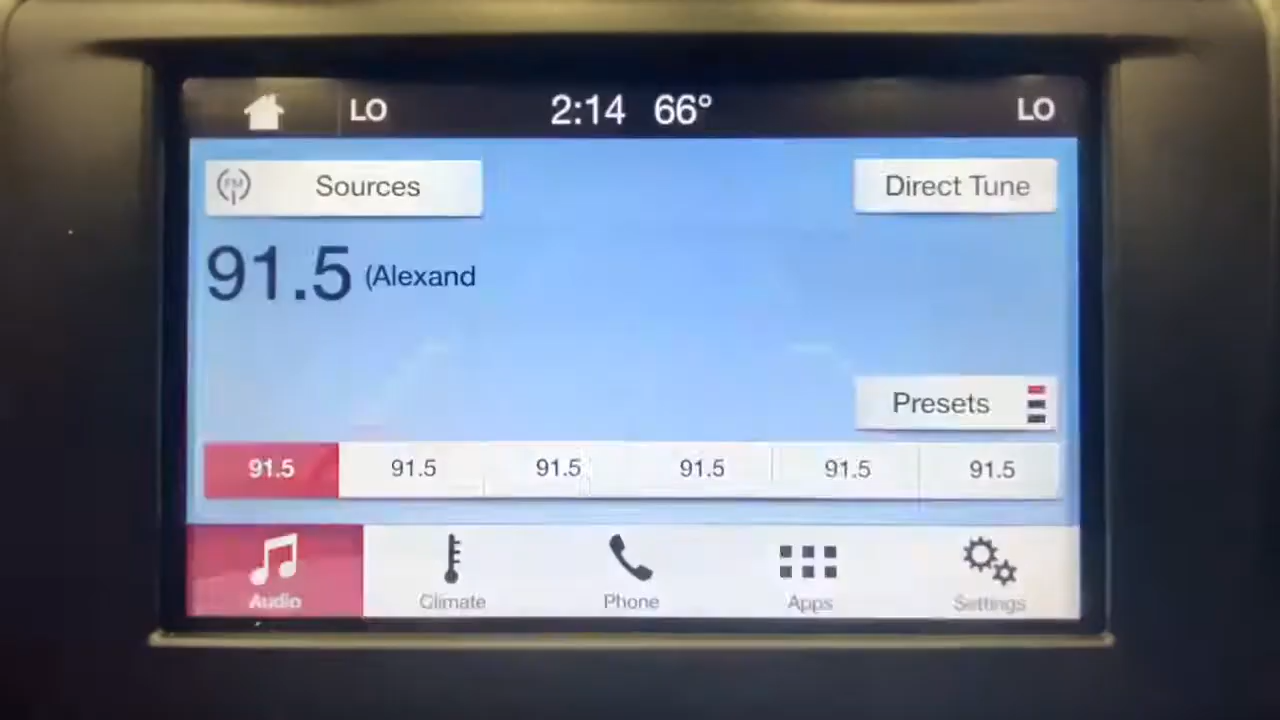 LO 2:14 66° LO
FM Sources Direct Tune
91.5 (Alexand
Presets
91.5 91.5 91.5 91.5 91.5 91.5
Audio Climate Phone Apps Settings